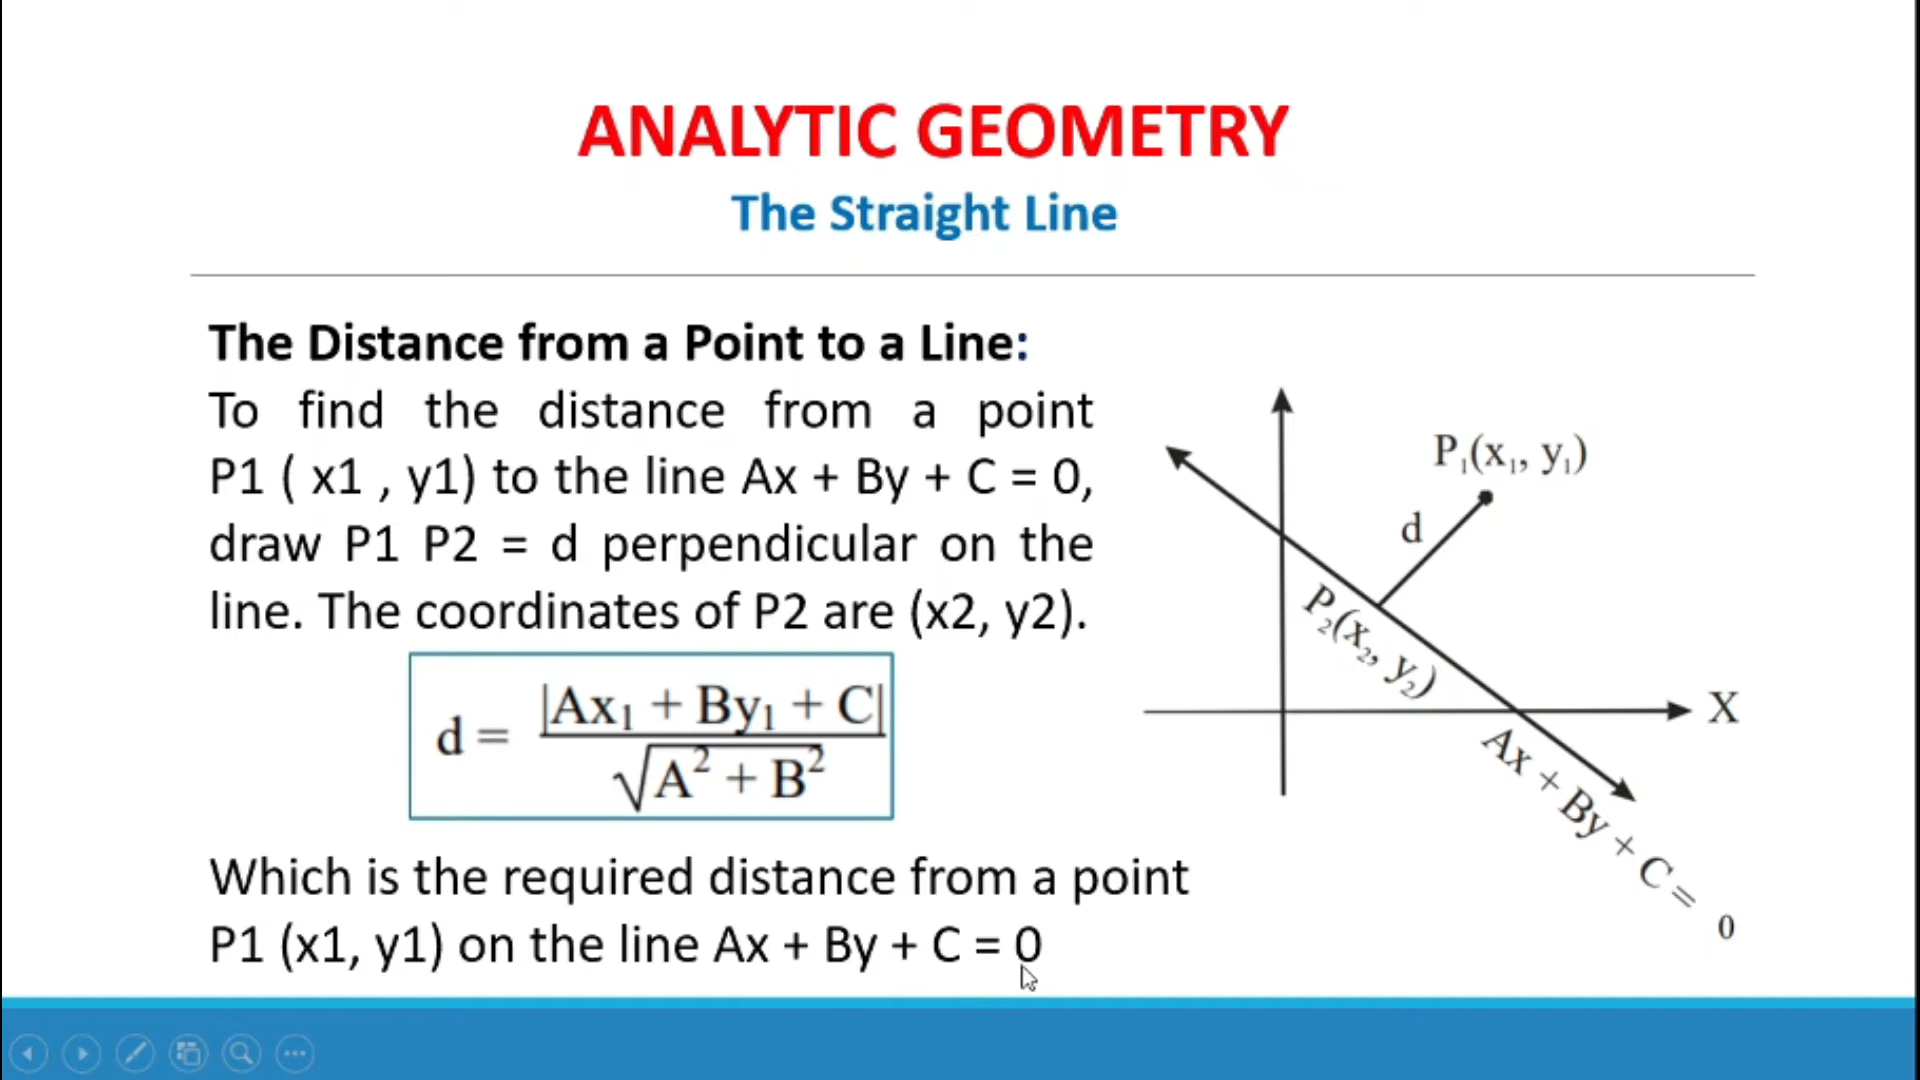 ANALYTIC GEOMETRY
The Straight Line
The Distance from a Point to a Line:
To find the distance from a point
P1 ( x1 , y1) to the line Ax + By + C = 0,
draw P1 P2 = d perpendicular on the
line. The coordinates of P2 are (x2, y2).
d = |Ax₁ + By₁ + C| / √A² + B²
Which is the required distance from a point
P1 (x1, y1) on the line Ax + By + C = 0
P₁(x₁, y₁)
d
P₂(x₂, y₂)
X
Ax + By + C = 0